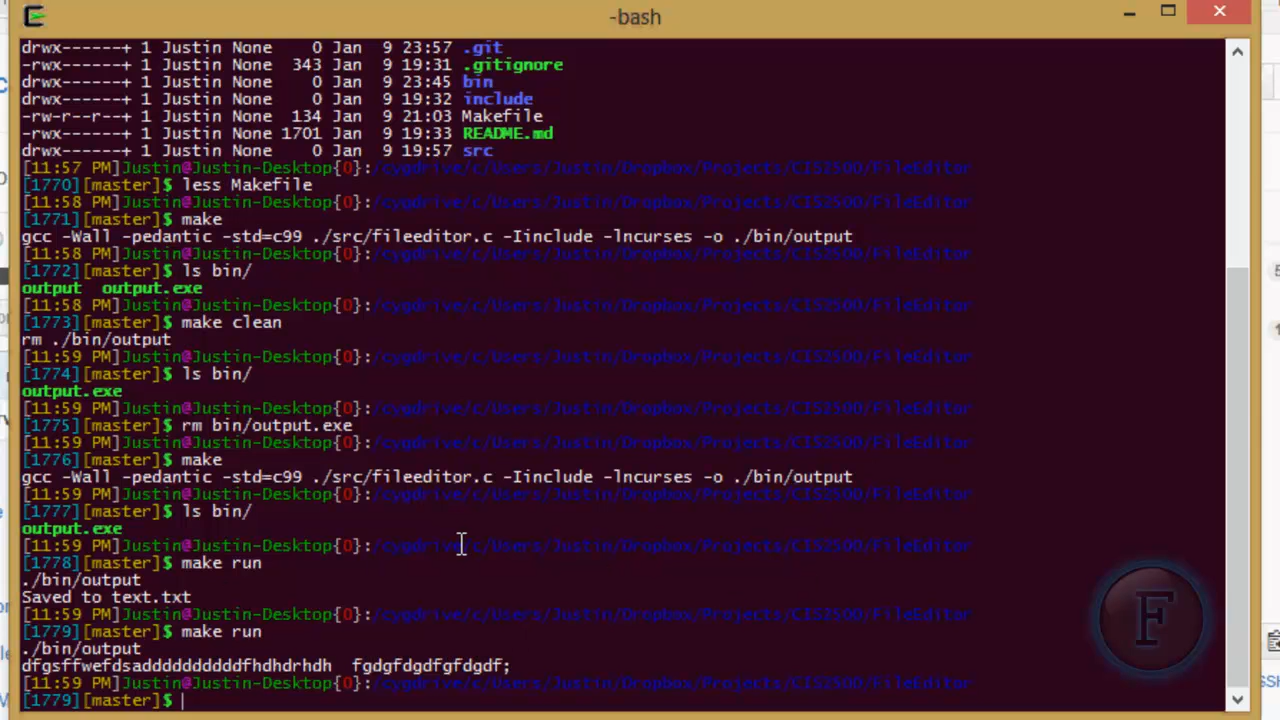 -bash
drwx------+ 1 Justin None    0 Jan  9 23:57 .git
-rwx------+ 1 Justin None  343 Jan  9 19:31 .gitignore
drwx------+ 1 Justin None    0 Jan  9 23:45 bin
drwx------+ 1 Justin None    0 Jan  9 19:32 include
-rw-r--r--+ 1 Justin None  134 Jan  9 21:03 Makefile
-rwx------+ 1 Justin None 1701 Jan  9 19:33 README.md
drwx------+ 1 Justin None    0 Jan  9 19:57 src
[11:57 PM]Justin@Justin-Desktop{0}:/cygdrive/c/Users/Justin/Dropbox/Projects/CIS2500/FileEditor
[1770][master]$ less Makefile
[11:58 PM]Justin@Justin-Desktop{0}:/cygdrive/c/Users/Justin/Dropbox/Projects/CIS2500/FileEditor
[1771][master]$ make
gcc -Wall -pedantic -std=c99 ./src/fileeditor.c -Iinclude -lncurses -o ./bin/output
[11:58 PM]Justin@Justin-Desktop{0}:/cygdrive/c/Users/Justin/Dropbox/Projects/CIS2500/FileEditor
[1772][master]$ ls bin/
output  output.exe
[11:58 PM]Justin@Justin-Desktop{0}:/cygdrive/c/Users/Justin/Dropbox/Projects/CIS2500/FileEditor
[1773][master]$ make clean
rm ./bin/output
[11:59 PM]Justin@Justin-Desktop{0}:/cygdrive/c/Users/Justin/Dropbox/Projects/CIS2500/FileEditor
[1774][master]$ ls bin/
output.exe
[11:59 PM]Justin@Justin-Desktop{0}:/cygdrive/c/Users/Justin/Dropbox/Projects/CIS2500/FileEditor
[1775][master]$ rm bin/output.exe
[11:59 PM]Justin@Justin-Desktop{0}:/cygdrive/c/Users/Justin/Dropbox/Projects/CIS2500/FileEditor
[1776][master]$ make
gcc -Wall -pedantic -std=c99 ./src/fileeditor.c -Iinclude -lncurses -o ./bin/output
[11:59 PM]Justin@Justin-Desktop{0}:/cygdrive/c/Users/Justin/Dropbox/Projects/CIS2500/FileEditor
[1777][master]$ ls bin/
output.exe
[11:59 PM]Justin@Justin-Desktop{0}:/cygdrive/c/Users/Justin/Dropbox/Projects/CIS2500/FileEditor
[1778][master]$ make run
./bin/output
Saved to text.txt
[11:59 PM]Justin@Justin-Desktop{0}:/cygdrive/c/Users/Justin/Dropbox/Projects/CIS2500/FileEditor
[1779][master]$ make run
./bin/output
dfgsffwefdsaddddddddddfhdhdrhdh  fgdgfdgdfgfdgdf;
[11:59 PM]Justin@Justin-Desktop{0}:/cygdrive/c/Users/Justin/Dropbox/Projects/CIS2500/FileEditor
[1779][master]$
F